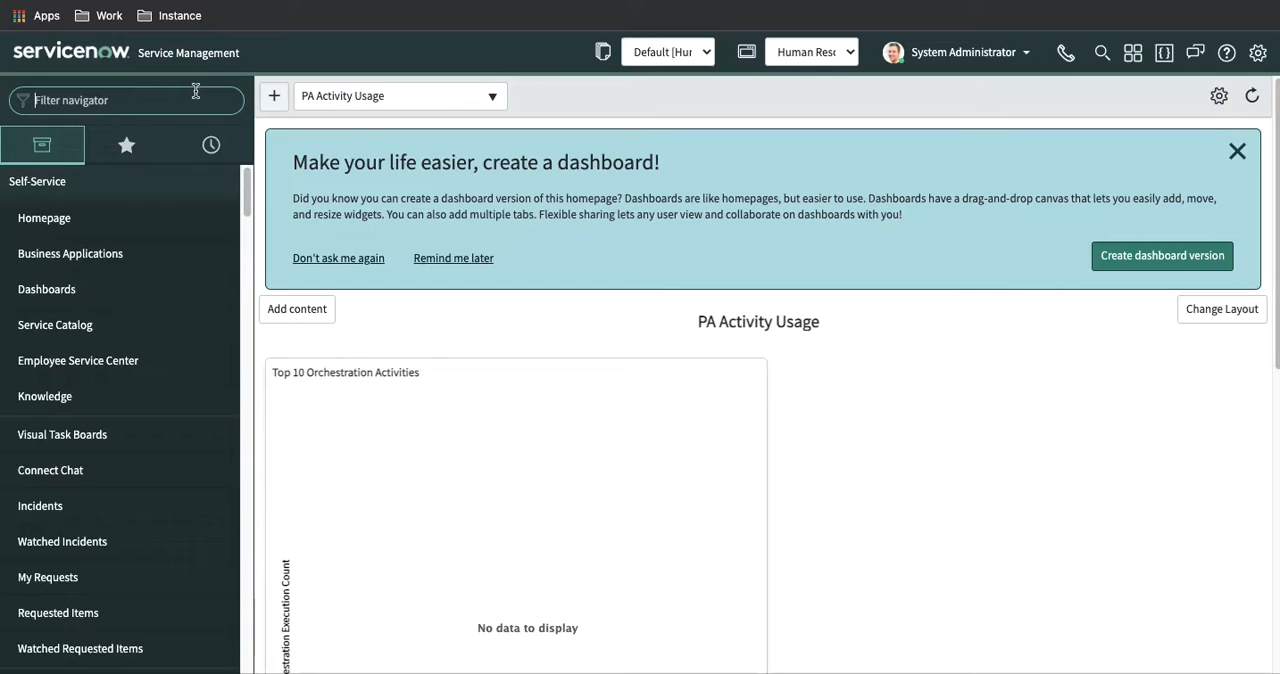 Apps Work Instance
servicenow Service Management Default [Hur Human Resc System Administrator
Filter navigator
PA Activity Usage
Make your life easier, create a dashboard!
Did you know you can create a dashboard version of this homepage? Dashboards are like homepages, but easier to use. Dashboards have a drag-and-drop canvas that lets you easily add, move,
and resize widgets. You can also add multiple tabs. Flexible sharing lets any user view and collaborate on dashboards with you!
Don't ask me again Remind me later Create dashboard version
Add content Change Layout
PA Activity Usage
Top 10 Orchestration Activities
estration Execution Count
No data to display
Self-Service
Homepage
Business Applications
Dashboards
Service Catalog
Employee Service Center
Knowledge
Visual Task Boards
Connect Chat
Incidents
Watched Incidents
My Requests
Requested Items
Watched Requested Items